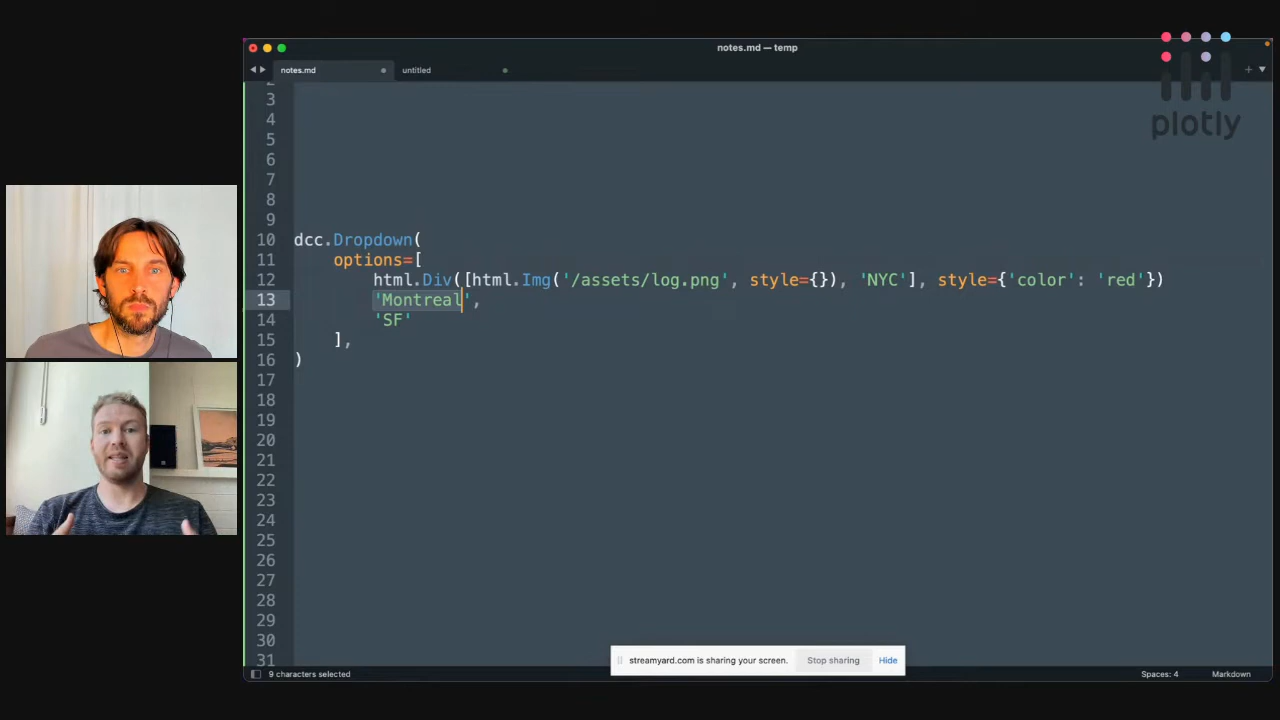 notes.md — temp
notes.md
untitled
plotly
2
3
4
5
6
7
8
9
10 dcc.Dropdown(
11 options=[
12 html.Div([html.Img('/assets/log.png', style={}), 'NYC'], style={'color': 'red'})
13 'Montreal',
14 'SF'
15 ],
16 )
17
18
19
20
21
22
23
24
25
26
27
28
29
30
31
streamyard.com is sharing your screen. Stop sharing Hide
9 characters selected Spaces: 4 Markdown